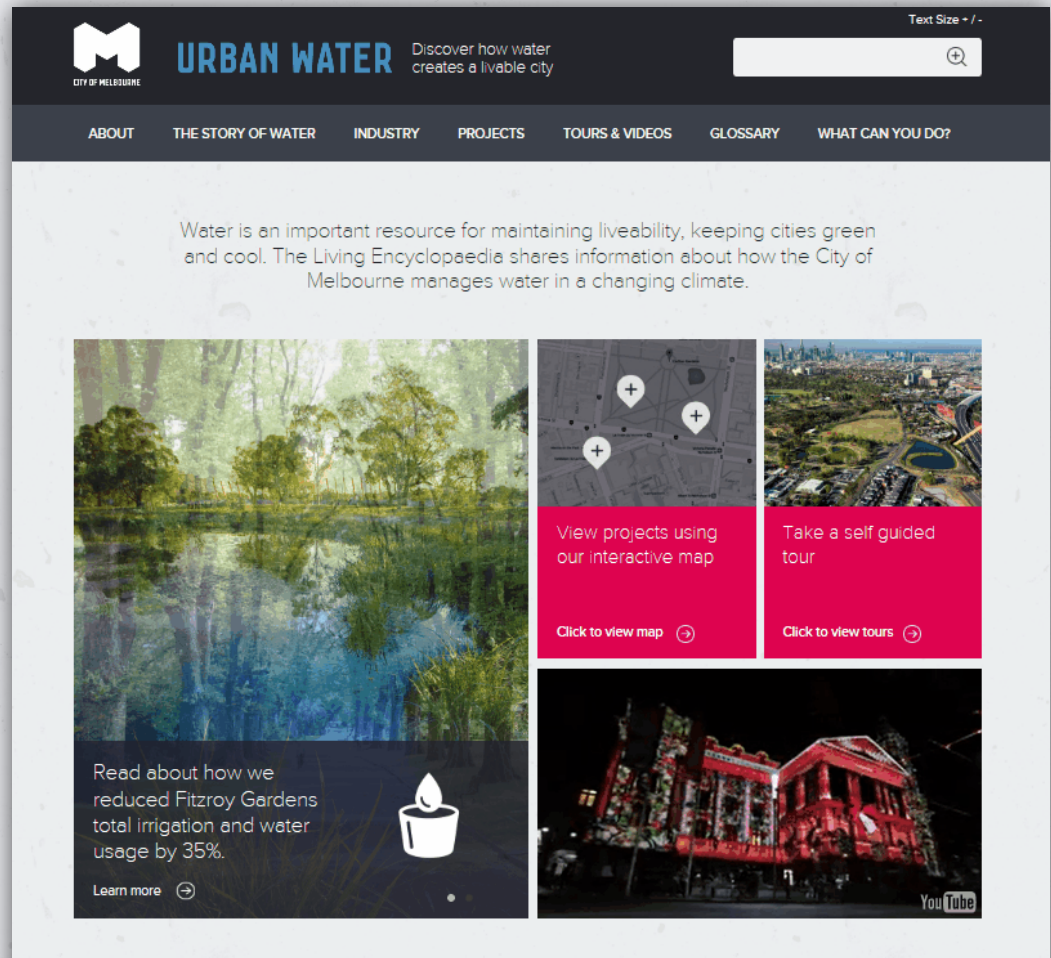 Text Size + / -
CITY OF MELBOURNE
URBAN WATER
Discover how water
creates a livable city
ABOUT THE STORY OF WATER INDUSTRY PROJECTS TOURS & VIDEOS GLOSSARY WHAT CAN YOU DO?
Water is an important resource for maintaining liveability, keeping cities green
and cool. The Living Encyclopaedia shares information about how the City of
Melbourne manages water in a changing climate.
View projects using
our interactive map
Click to view map
Take a self guided
tour
Click to view tours
Read about how we
reduced Fitzroy Gardens
total irrigation and water
usage by 35%.
Learn more
YouTube